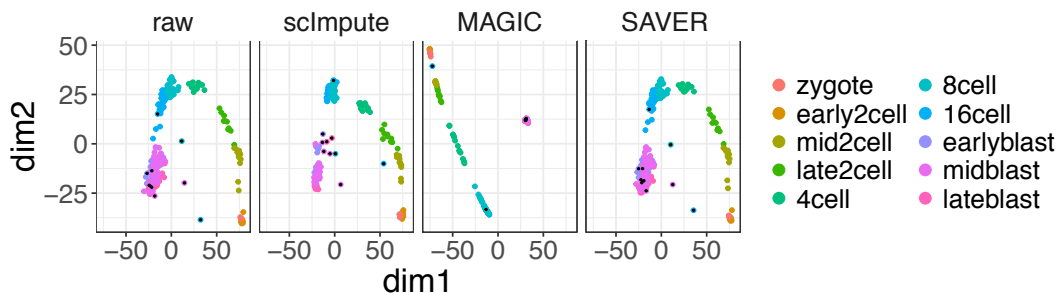 raw scImpute MAGIC SAVER
50
25
0
−25
−50 0 50 −50 0 50 −50 0 50 −50 0 50
dim1
dim2
zygote 8cell
early2cell 16cell
mid2cell earlyblast
late2cell midblast
4cell lateblast